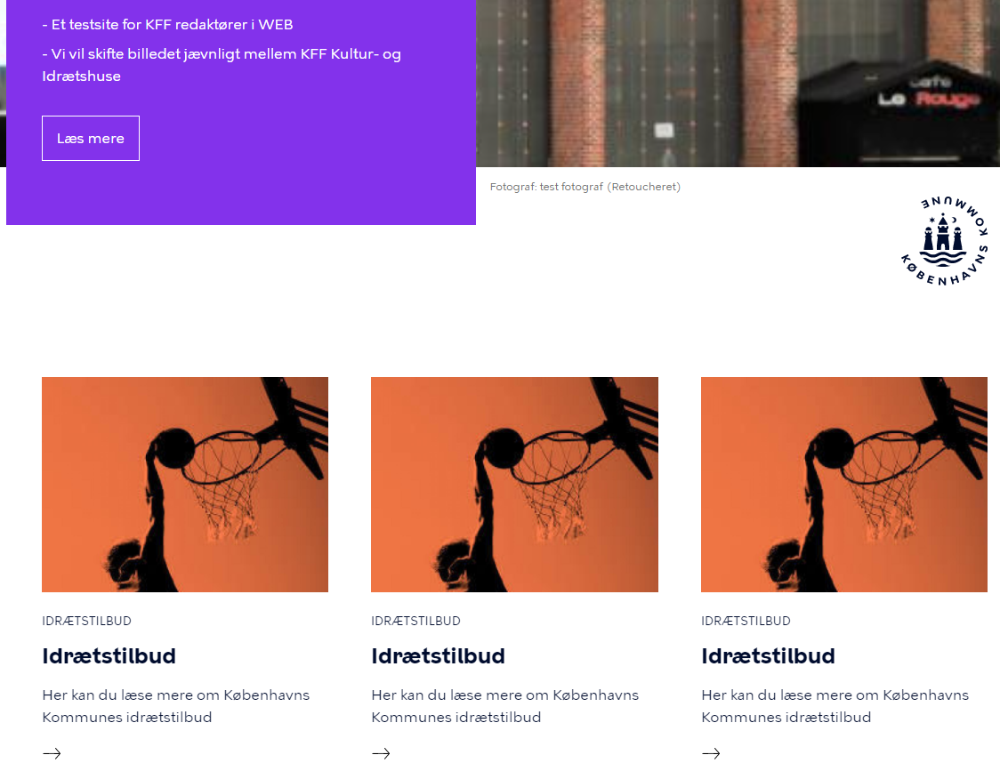 - Et testsite for KFF redaktører i WEB
- Vi vil skifte billedet jævnligt mellem KFF Kultur- og
Idrætshuse
Læs mere
Cafe
Le Rouge
Fotograf: test fotograf (Retoucheret)
KØBENHAVNS KOMMUNE
IDRÆTSTILBUD
Idrætstilbud
Her kan du læse mere om Københavns
Kommunes idrætstilbud
IDRÆTSTILBUD
Idrætstilbud
Her kan du læse mere om Københavns
Kommunes idrætstilbud
IDRÆTSTILBUD
Idrætstilbud
Her kan du læse mere om Københavns
Kommunes idrætstilbud